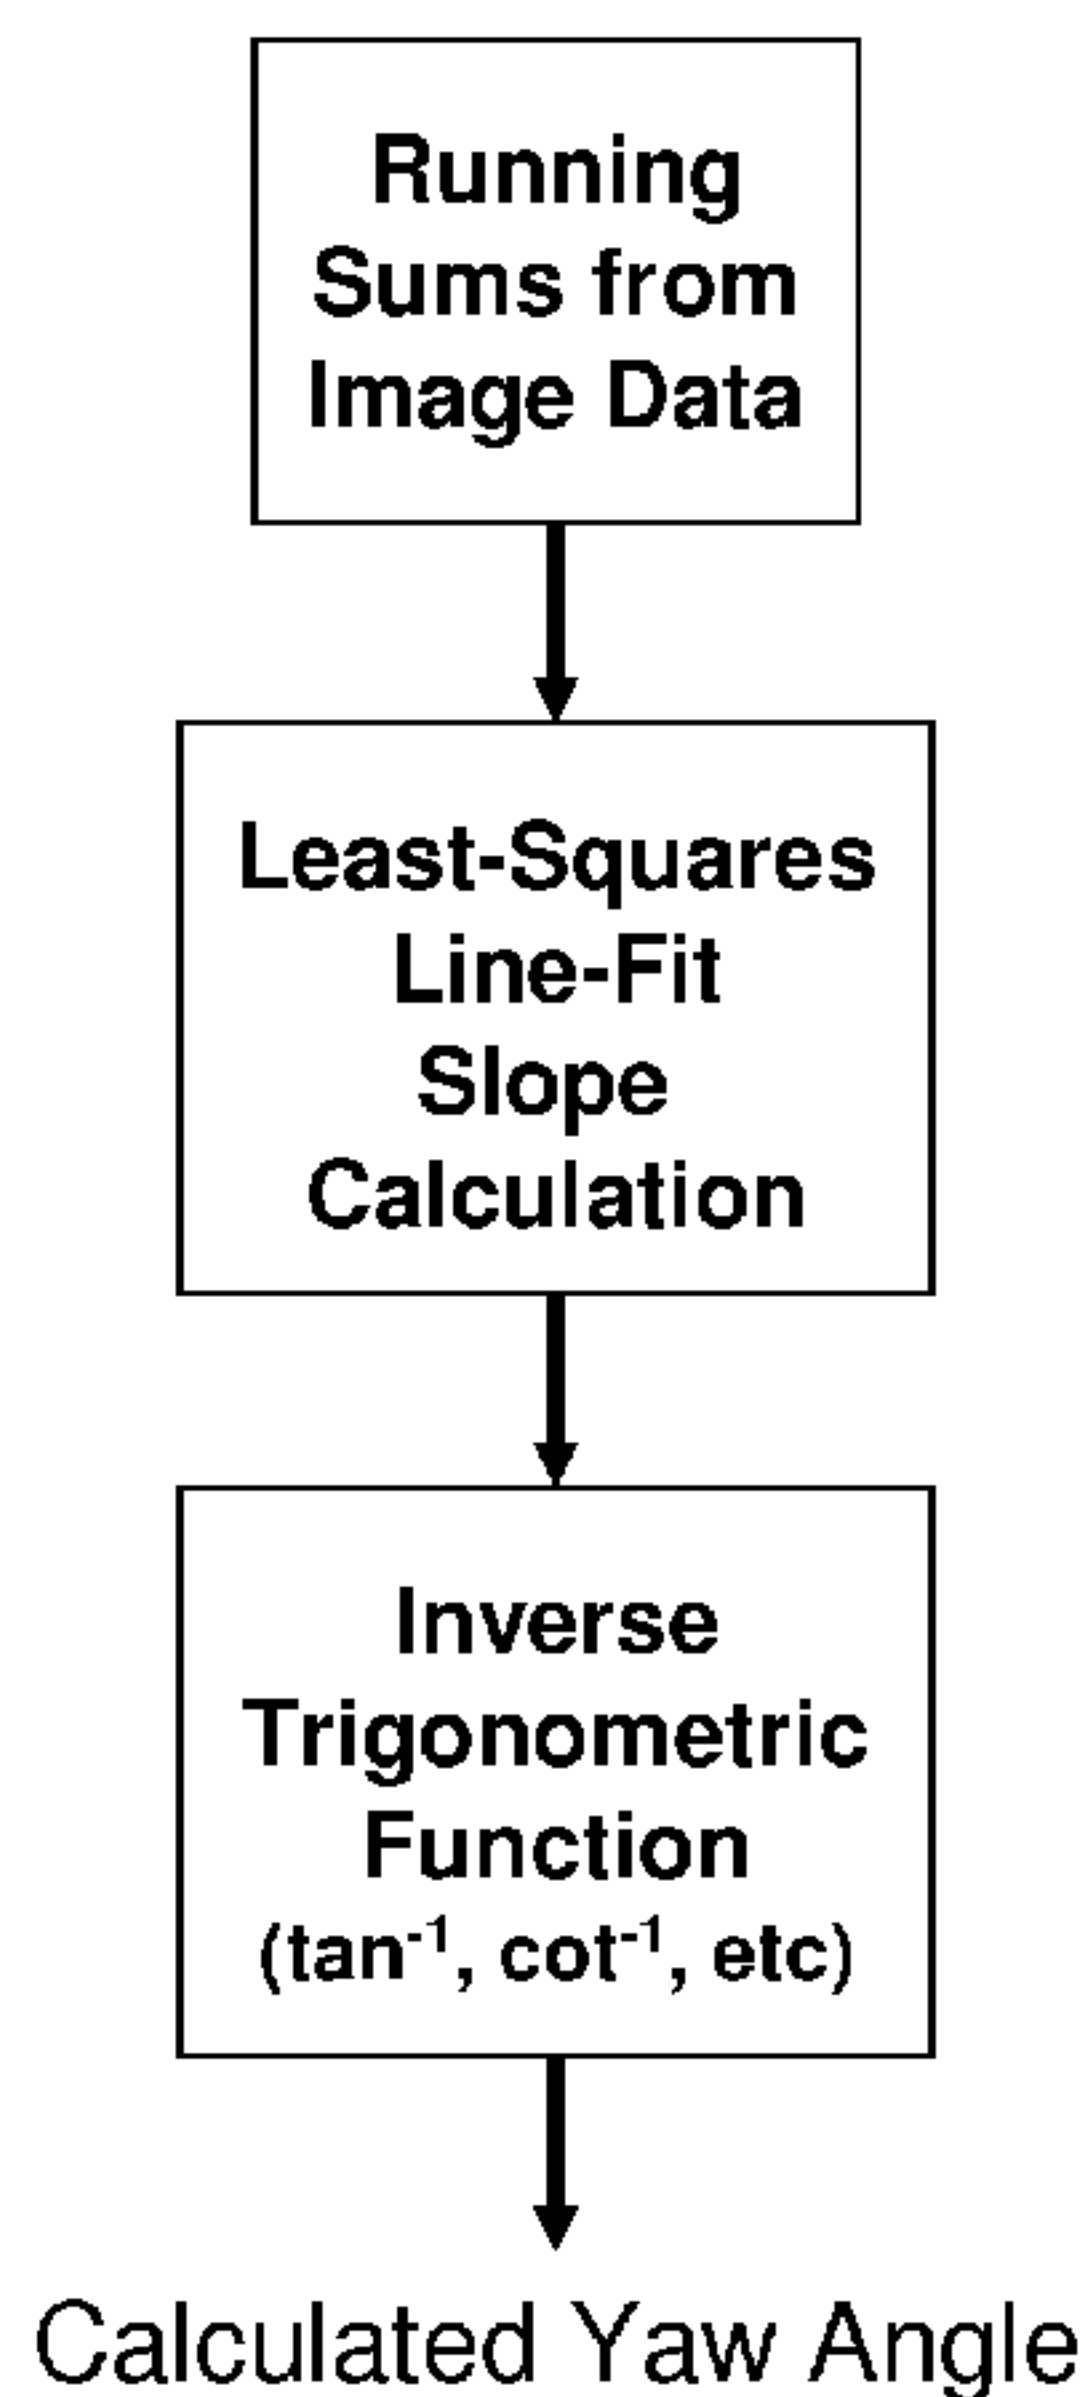 Running
Sums from
Image Data
Least-Squares
Line-Fit
Slope
Calculation
Inverse
Trigonometric
Function
(tan⁻¹, cot⁻¹, etc)
Calculated Yaw Angle